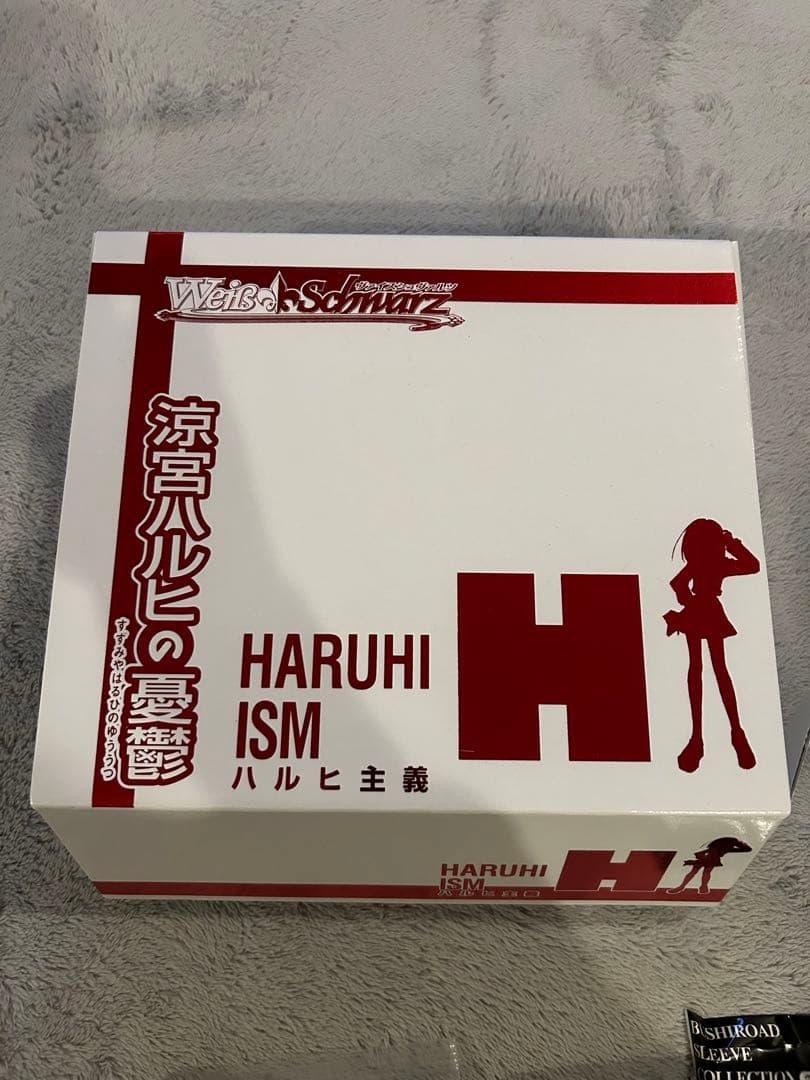 Weiß Schwarz
ヴァイスシュヴァルツ
涼宮ハルヒの憂鬱
すずみやはるひのゆううつ
HARUHI
ISM
ハルヒ主義
H
HARUHI
ISM
H
BUSHIROAD
SLEEVE
COLLECTION